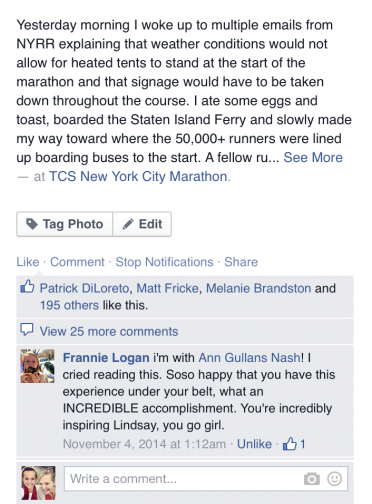 Yesterday morning I woke up to multiple emails from
NYRR explaining that weather conditions would not
allow for heated tents to stand at the start of the
marathon and that signage would have to be taken
down throughout the course. I ate some eggs and
toast, boarded the Staten Island Ferry and slowly made
my way toward where the 50,000+ runners were lined
up boarding buses to the start. A fellow ru... See More
— at TCS New York City Marathon.
Tag Photo Edit
Like · Comment · Stop Notifications · Share
Patrick DiLoreto, Matt Fricke, Melanie Brandston and
195 others like this.
View 25 more comments
Frannie Logan i'm with Ann Gullans Nash! I
cried reading this. Soso happy that you have this
experience under your belt, what an
INCREDIBLE accomplishment. You're incredibly
inspiring Lindsay, you go girl.
November 4, 2014 at 1:12am · Unlike · 1
Write a comment...